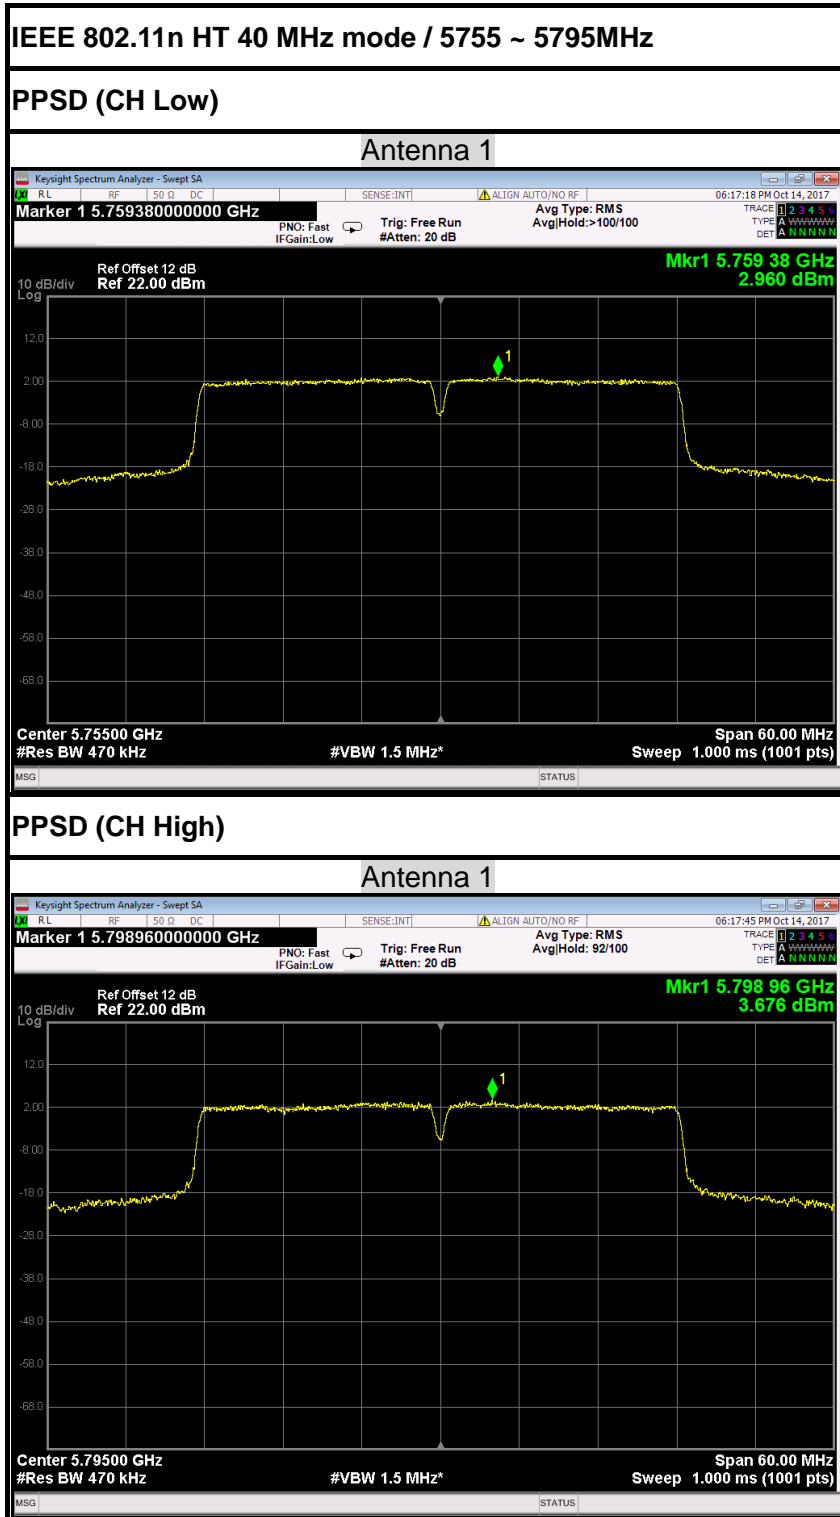 IEEE 802.11n HT 40 MHz mode / 5755 ~ 5795MHz
PPSD (CH Low)
Antenna 1
Keysight Spectrum Analyzer - Swept SA
LXI RL RF 50 Ω DC SENSE:INT ALIGN AUTO/NO RF 06:17:18 PM Oct 14, 2017
Marker 1 5.759380000000 GHz
PNO: Fast
IFGain:Low
Trig: Free Run
#Atten: 20 dB
Avg Type: RMS
Avg|Hold:>100/100
TRACE 1 2 3 4 5 6
TYPE A WWWWW
DET A N N N N N
Mkr1 5.759 38 GHz
2.960 dBm
Ref Offset 12 dB
10 dB/div Ref 22.00 dBm
Log
12.0
1
2.00
-8.00
-18.0
-28.0
-38.0
-48.0
-58.0
-68.0
Center 5.75500 GHz Span 60.00 MHz
#Res BW 470 kHz #VBW 1.5 MHz* Sweep 1.000 ms (1001 pts)
MSG STATUS
PPSD (CH High)
Antenna 1
Keysight Spectrum Analyzer - Swept SA
LXI RL RF 50 Ω DC SENSE:INT ALIGN AUTO/NO RF 06:17:45 PM Oct 14, 2017
Marker 1 5.798960000000 GHz
PNO: Fast
IFGain:Low
Trig: Free Run
#Atten: 20 dB
Avg Type: RMS
Avg|Hold: 92/100
TRACE 1 2 3 4 5 6
TYPE A WWWWW
DET A N N N N N
Mkr1 5.798 96 GHz
3.676 dBm
Ref Offset 12 dB
10 dB/div Ref 22.00 dBm
Log
12.0
1
2.00
-8.00
-18.0
-28.0
-38.0
-48.0
-58.0
-68.0
Center 5.79500 GHz Span 60.00 MHz
#Res BW 470 kHz #VBW 1.5 MHz* Sweep 1.000 ms (1001 pts)
MSG STATUS